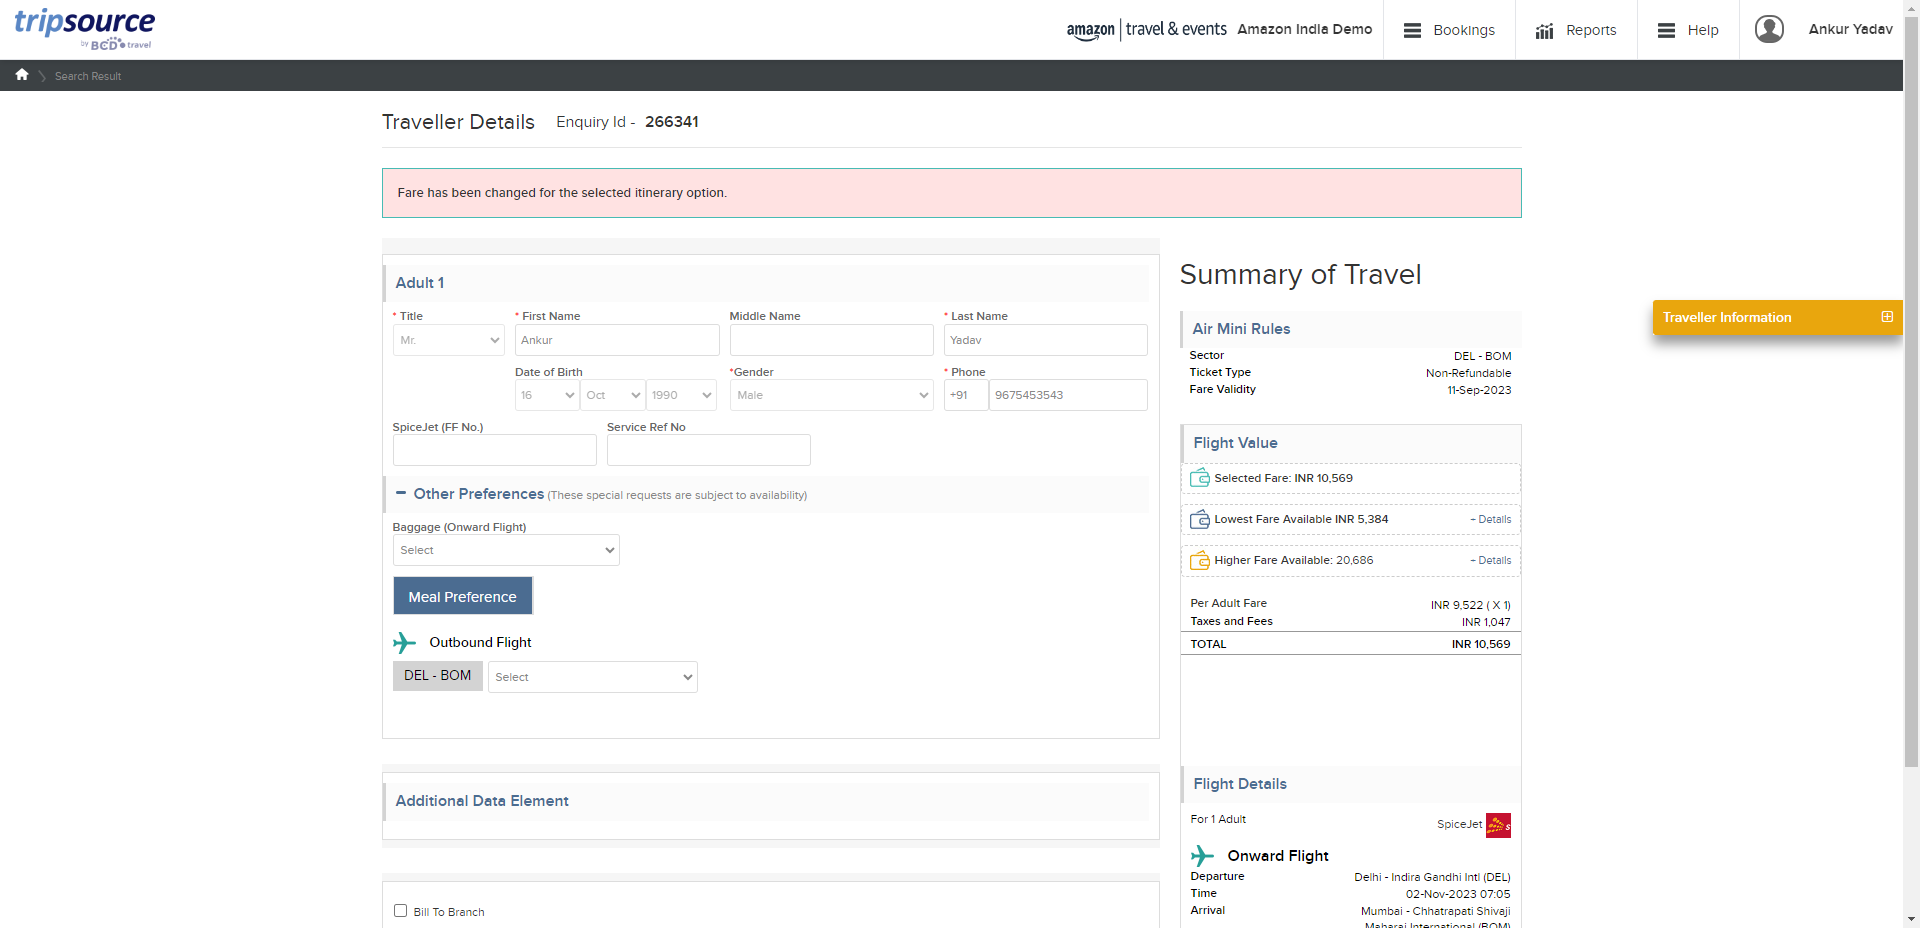 tripsource
by BCD travel
amazon travel & events Amazon India Demo
Bookings
Reports
Help
Ankur Yadav
Search Result
Traveller Details
Enquiry Id - 266341
Fare has been changed for the selected itinerary option.
Adult 1
* Title
* First Name
Middle Name
* Last Name
Mr.
Ankur
Yadav
Date of Birth
*Gender
* Phone
16
Oct
1990
Male
+91
9675453543
SpiceJet (FF No.)
Service Ref No
Other Preferences (These special requests are subject to availability)
Baggage (Onward Flight)
Select
Meal Preference
Outbound Flight
DEL - BOM
Select
Additional Data Element
Bill To Branch
Summary of Travel
Air Mini Rules
Sector DEL - BOM
Ticket Type Non-Refundable
Fare Validity 11-Sep-2023
Flight Value
Selected Fare: INR 10,569
Lowest Fare Available INR 5,384 + Details
Higher Fare Available: 20,686 + Details
Per Adult Fare INR 9,522 ( X 1)
Taxes and Fees INR 1,047
TOTAL INR 10,569
Flight Details
For 1 Adult SpiceJet
Onward Flight
Departure Delhi - Indira Gandhi Intl (DEL)
Time 02-Nov-2023 07:05
Arrival Mumbai - Chhatrapati Shivaji
Maharaj International (BOM)
Traveller Information